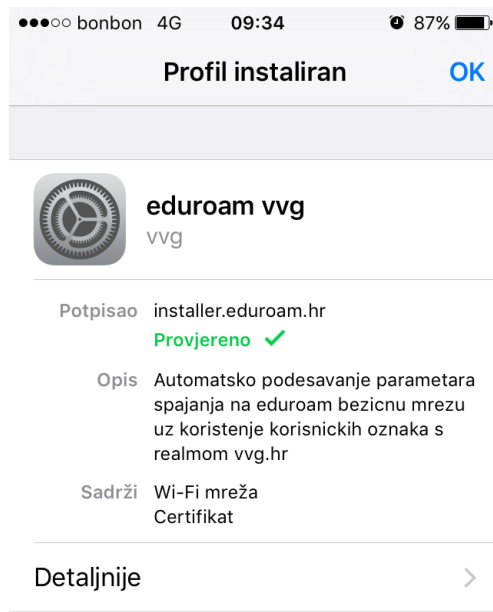 bonbon 4G 09:34 87%
Profil instaliran OK
eduroam vvg
vvg
Potpisao installer.eduroam.hr
Provjereno
Opis Automatsko podesavanje parametara
spajanja na eduroam bezicnu mrezu
uz koristenje korisnickih oznaka s
realmom vvg.hr
Sadrži Wi-Fi mreža
Certifikat
Detaljnije